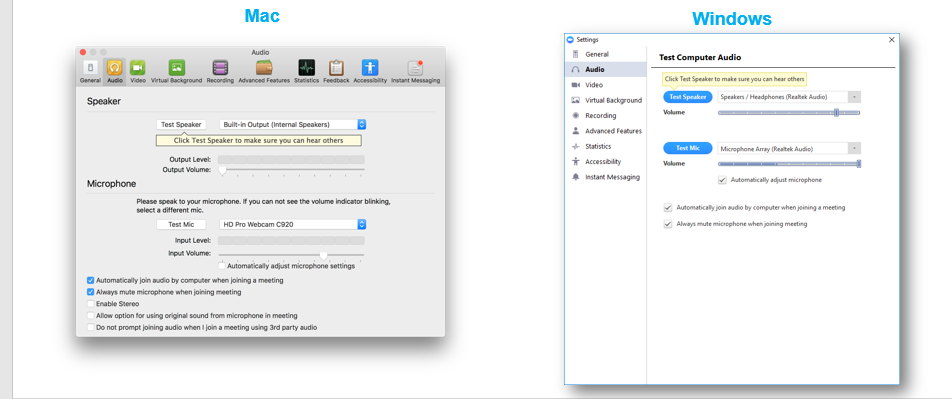 Mac
Audio
General Audio Video Virtual Background Recording Advanced Features Statistics Feedback Accessibility Instant Messaging
Speaker
Test Speaker Built-in Output (Internal Speakers)
Click Test Speaker to make sure you can hear others
Output Level:
Output Volume:
Microphone
Please speak to your microphone. If you can not see the volume indicator blinking,
select a different mic.
Test Mic HD Pro Webcam C920
Input Level:
Input Volume:
Automatically adjust microphone settings
Automatically join audio by computer when joining a meeting
Always mute microphone when joining meeting
Enable Stereo
Allow option for using original sound from microphone in meeting
Do not prompt joining audio when I join a meeting using 3rd party audio
Windows
Settings
General
Audio
Video
Virtual Background
Recording
Advanced Features
Statistics
Accessibility
Instant Messaging
Test Computer Audio
Click Test Speaker to make sure you can hear others
Test Speaker Speakers / Headphones (Realtek Audio)
Volume
Test Mic Microphone Array (Realtek Audio)
Volume
Automatically adjust microphone
Automatically join audio by computer when joining a meeting
Always mute microphone when joining meeting